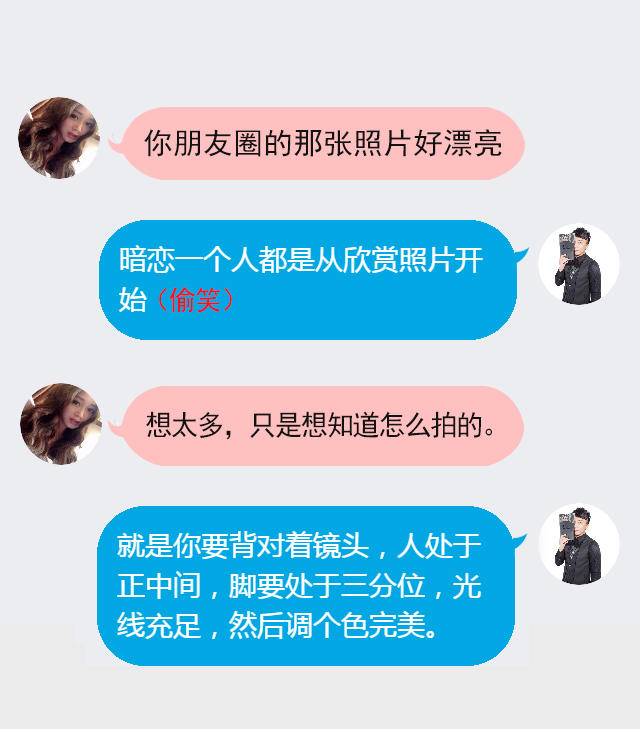 你朋友圈的那张照片好漂亮
暗恋一个人都是从欣赏照片开
始(偷笑)
想太多，只是想知道怎么拍的。
就是你要背对着镜头，人处于
正中间，脚要处于三分位，光
线充足，然后调个色完美。